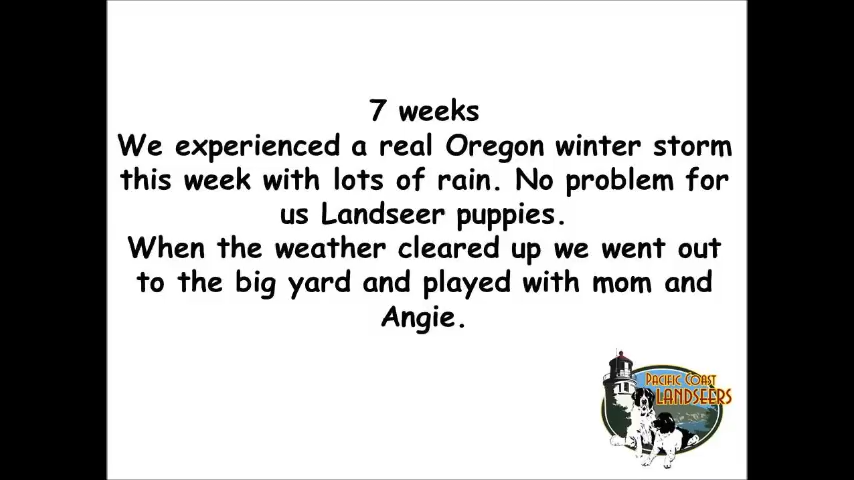 7 weeks
We experienced a real Oregon winter storm
this week with lots of rain. No problem for
us Landseer puppies.
When the weather cleared up we went out
to the big yard and played with mom and
Angie.
PACIFIC COAST
LANDSEERS